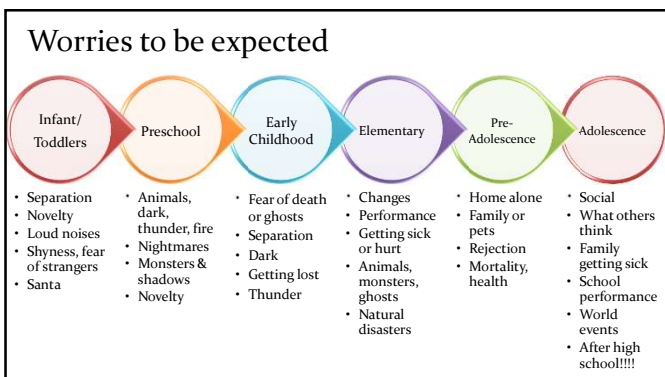 Worries to be expected
Infant/
Toddlers
Preschool
Early
Childhood
Elementary
Pre-
Adolescence
Adolescence
• Separation
• Novelty
• Loud noises
• Shyness, fear
of strangers
• Santa
• Animals,
dark,
thunder, fire
• Nightmares
• Monsters &
shadows
• Novelty
• Fear of death
or ghosts
• Separation
• Dark
• Getting lost
• Thunder
• Changes
• Performance
• Getting sick
or hurt
• Animals,
monsters,
ghosts
• Natural
disasters
• Home alone
• Family or
pets
• Rejection
• Mortality,
health
• Social
• What others
think
• Family
getting sick
• School
performance
• World
events
• After high
school!!!!